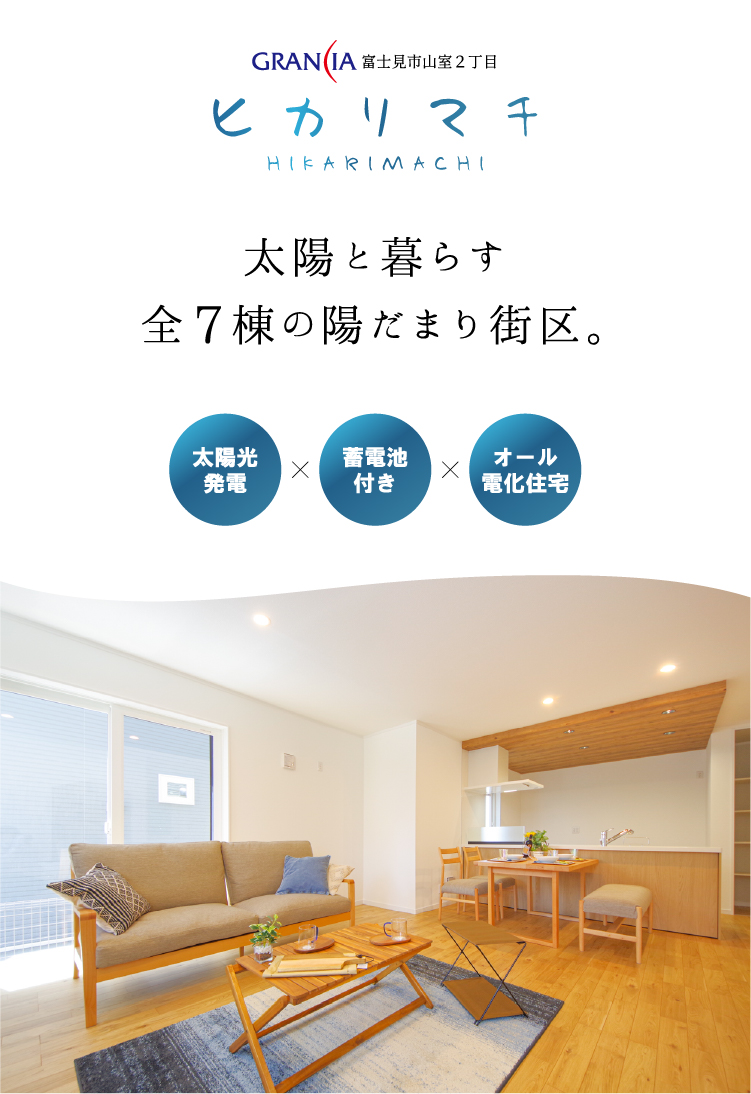 GRANCIA 富士見市山室２丁目
ヒカリマチ
HIKARIMACHI
太陽と暮らす
全７棟の陽だまり街区。
太陽光
発電
×
蓄電池
付き
×
オール
電化住宅